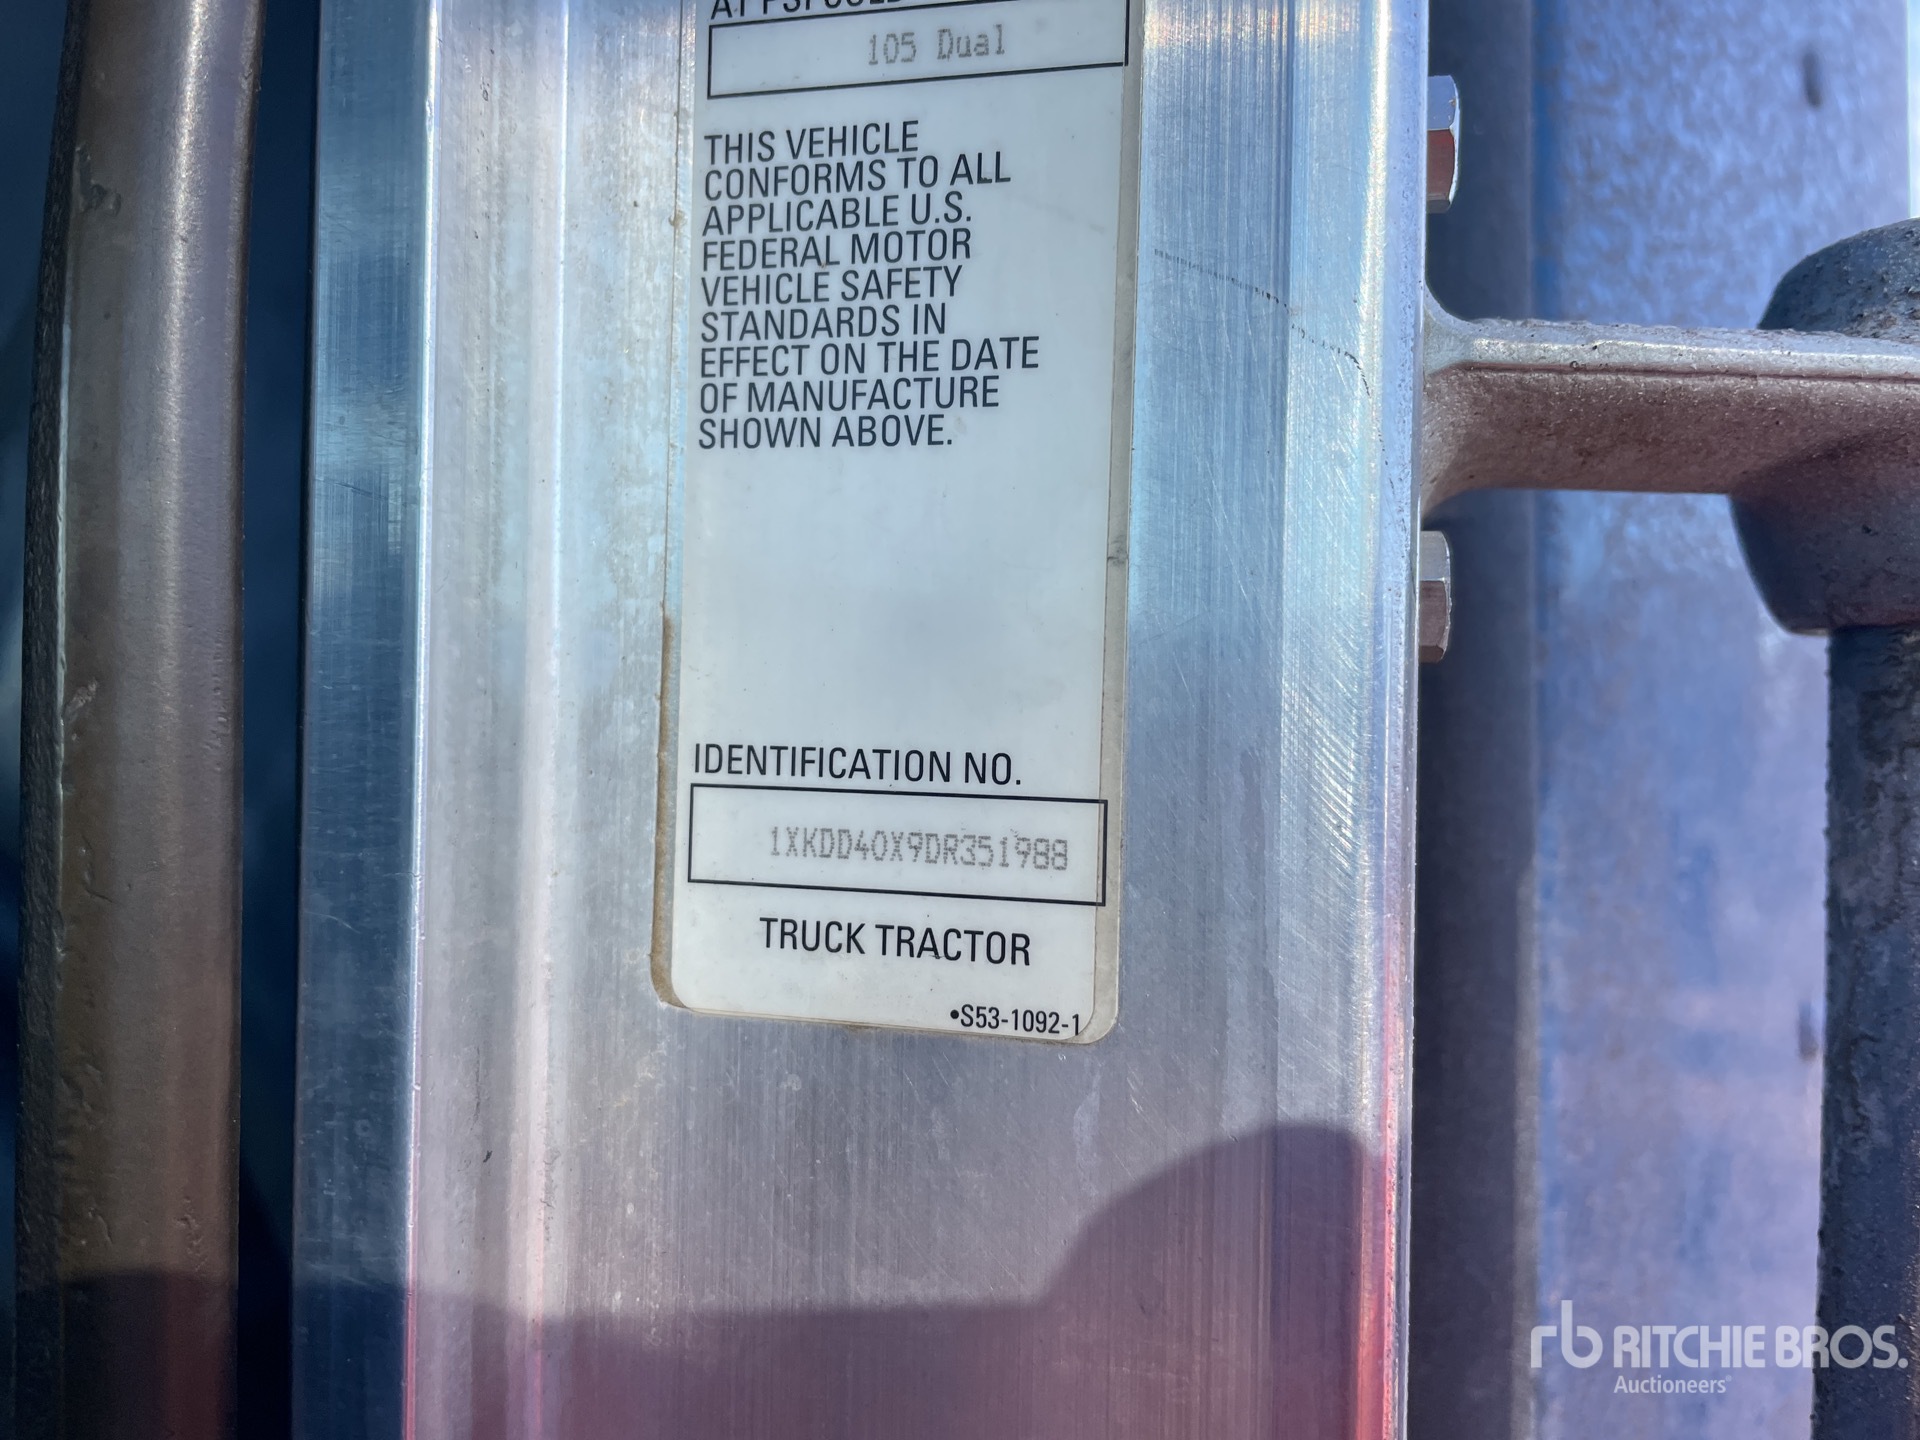 105 Dual
THIS VEHICLE
CONFORMS TO ALL
APPLICABLE U.S.
FEDERAL MOTOR
VEHICLE SAFETY
STANDARDS IN
EFFECT ON THE DATE
OF MANUFACTURE
SHOWN ABOVE.
IDENTIFICATION NO.
1XKDD40X9DR351988
TRUCK TRACTOR
•S53-1092-1
rb RITCHIE BROS.
Auctioneers